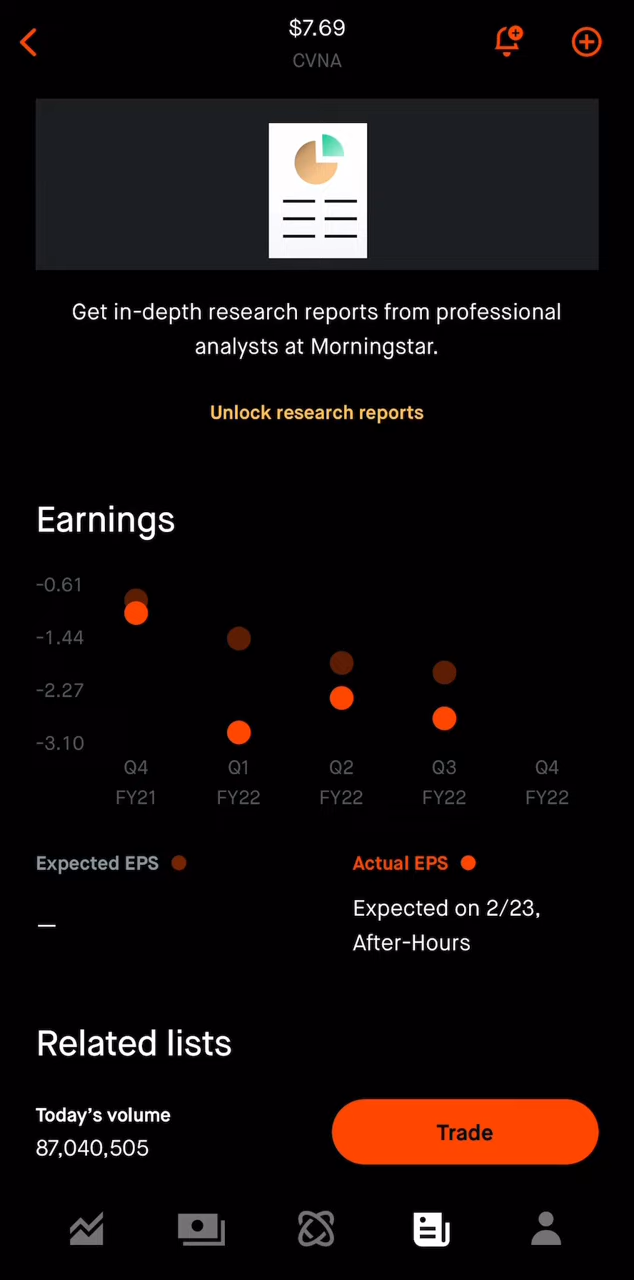 $7.69
CVNA
Get in-depth research reports from professional
analysts at Morningstar.
Unlock research reports
Earnings
-0.61
-1.44
-2.27
-3.10
Q4 Q1 Q2 Q3 Q4
FY21 FY22 FY22 FY22 FY22
Expected EPS
—
Actual EPS
Expected on 2/23,
After-Hours
Related lists
Today's volume
87,040,505
Trade